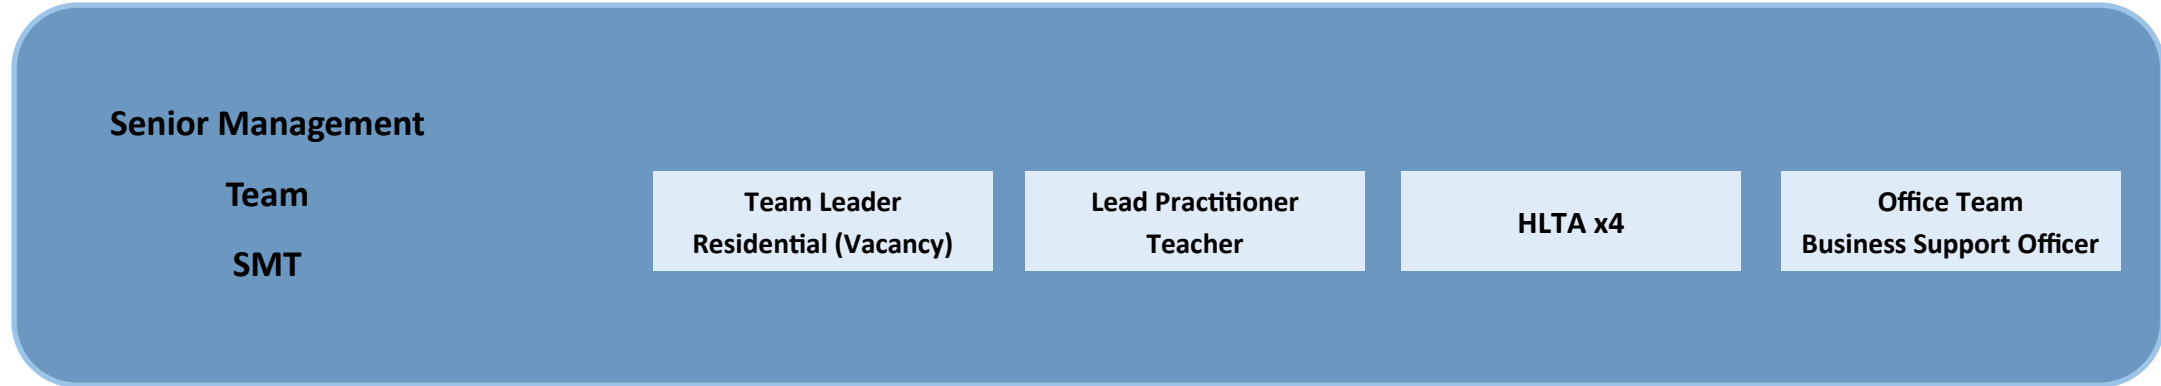 Senior Management
Team
SMT
Team Leader
Residential (Vacancy)
Lead Practitioner
Teacher
HLTA x4
Office Team
Business Support Officer